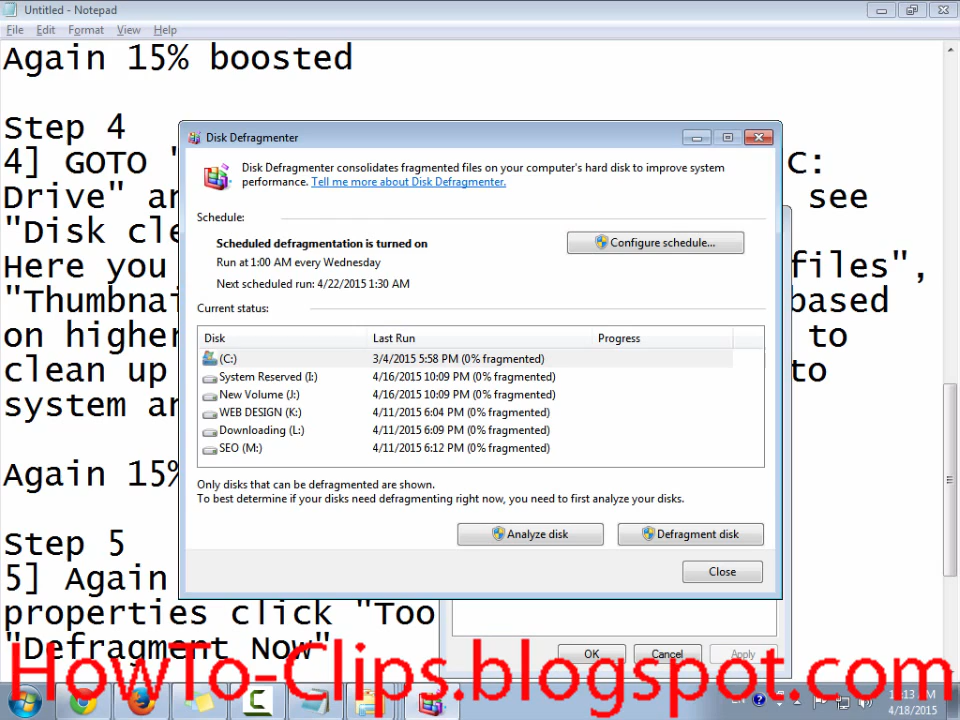 Untitled - Notepad
File Edit Format View Help
Again 15% boosted
Step 4
4] GOTO "
C:
Drive" an
see
"Disk cle
Here you
files",
"Thumbnai
based
on higher
to
clean up
to
system an
Again 15%
Step 5
5] Again
properties click "Too
"Defragment Now"
Disk Defragmenter
Disk Defragmenter consolidates fragmented files on your computer's hard disk to improve system
performance. Tell me more about Disk Defragmenter.
Schedule:
Scheduled defragmentation is turned on
Configure schedule...
Run at 1:00 AM every Wednesday
Next scheduled run: 4/22/2015 1:30 AM
Current status:
Disk Last Run Progress
(C:) 3/4/2015 5:58 PM (0% fragmented)
System Reserved (I:) 4/16/2015 10:09 PM (0% fragmented)
New Volume (J:) 4/16/2015 10:09 PM (0% fragmented)
WEB DESIGN (K:) 4/11/2015 6:04 PM (0% fragmented)
Downloading (L:) 4/11/2015 6:09 PM (0% fragmented)
SEO (M:) 4/11/2015 6:12 PM (0% fragmented)
Only disks that can be defragmented are shown.
To best determine if your disks need defragmenting right now, you need to first analyze your disks.
Analyze disk Defragment disk
Close
OK Cancel Apply
HowTo-Clips.blogspot.com
4/18/2015